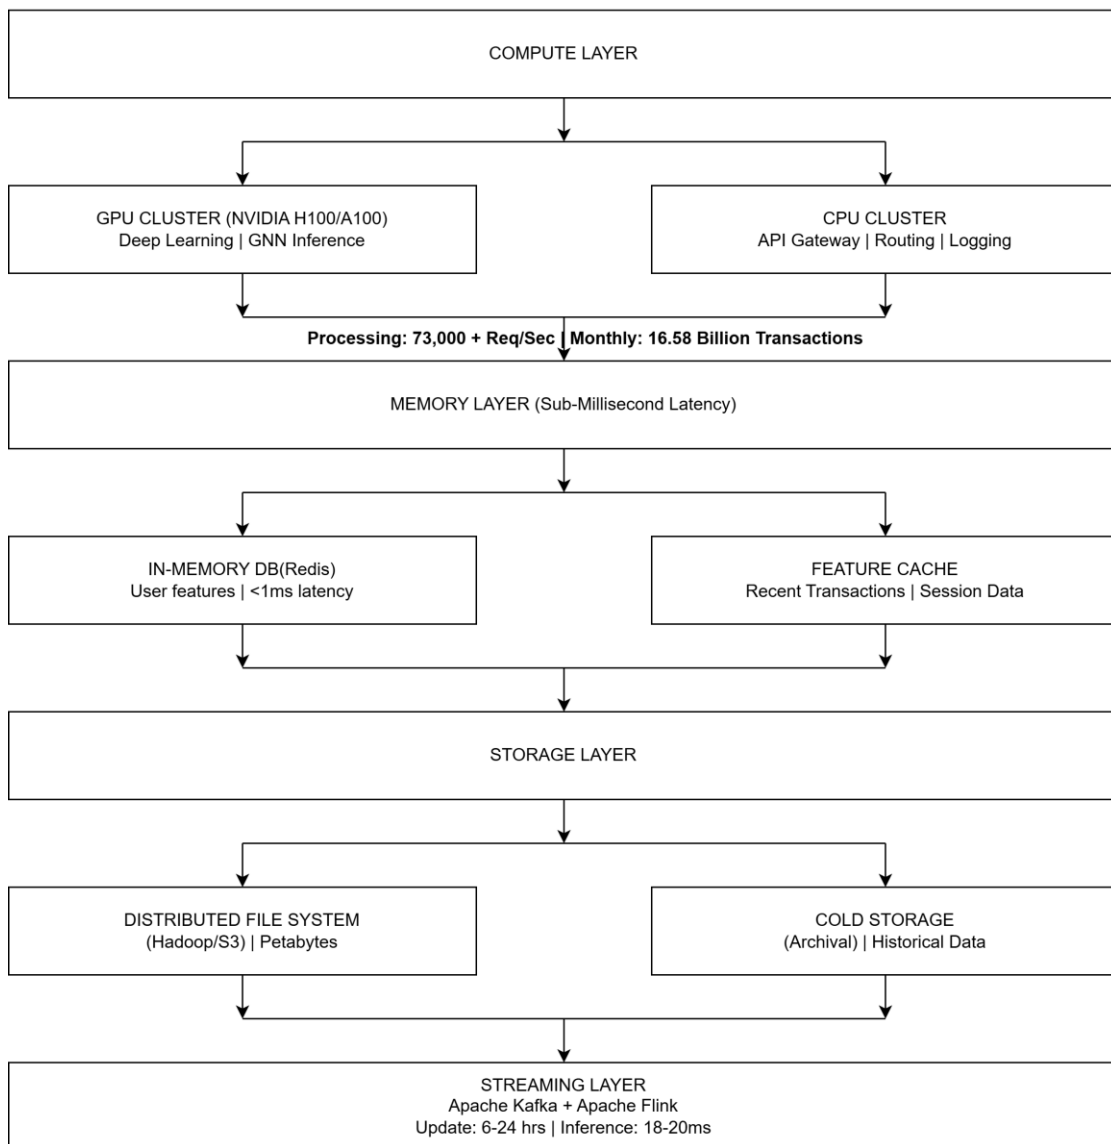 COMPUTE LAYER
GPU CLUSTER (NVIDIA H100/A100)
Deep Learning | GNN Inference
CPU CLUSTER
API Gateway | Routing | Logging
Processing: 73,000 + Req/Sec | Monthly: 16.58 Billion Transactions
MEMORY LAYER (Sub-Millisecond Latency)
IN-MEMORY DB(Redis)
User features | <1ms latency
FEATURE CACHE
Recent Transactions | Session Data
STORAGE LAYER
DISTRIBUTED FILE SYSTEM
(Hadoop/S3) | Petabytes
COLD STORAGE
(Archival) | Historical Data
STREAMING LAYER
Apache Kafka + Apache Flink
Update: 6-24 hrs | Inference: 18-20ms